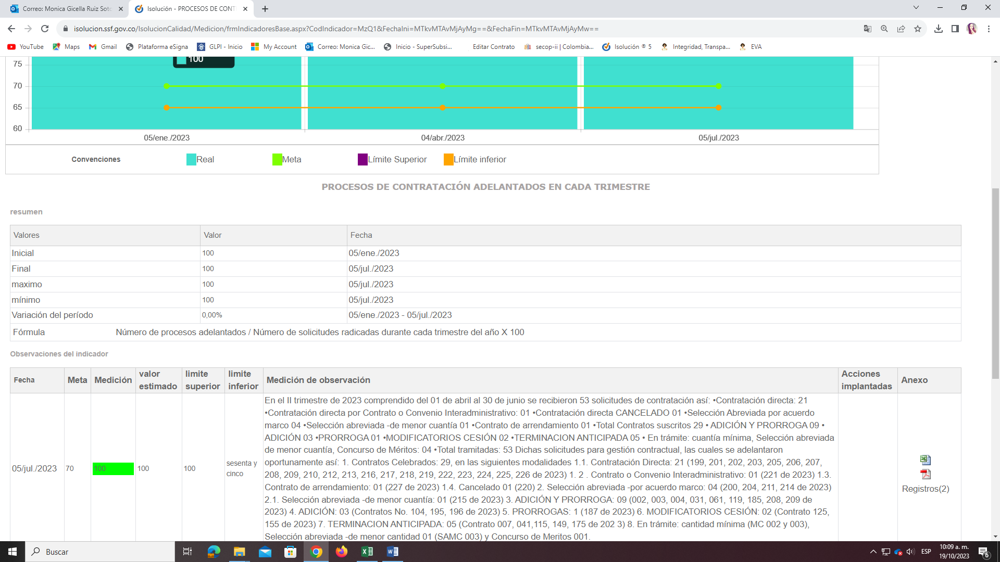 Correo: Monica Gicella Ruiz Soto
Isolución - PROCESOS DE CONT
isolucion.ssf.gov.co/IsolucionCalidad/Medicion/frmIndicadoresBase.aspx?CodIndicador=MzQ1&FechaIni=MTkvMTAvMjAyMg==&FechaFin=MTkvMTAvMjAyMw==
YouTube Maps Gmail Plataforma eSigna GLPI - Inicio My Account Correo: Monica Gic... Inicio - SuperSubsi... Editar Contrato secop-ii | Colombia... Isolución ® 5 Integridad, Transpa... EVA
100
75
70
65
60
05/ene./2023 04/abr./2023 05/jul./2023
Convenciones Real Meta Límite Superior Límite inferior
PROCESOS DE CONTRATACIÓN ADELANTADOS EN CADA TRIMESTRE
resumen
Valores Valor Fecha
Inicial 100 05/ene./2023
Final 100 05/jul./2023
maximo 100 05/jul./2023
mínimo 100 05/jul./2023
Variación del período 0,00% 05/ene./2023 - 05/jul./2023
Fórmula Número de procesos adelantados / Número de solicitudes radicadas durante cada trimestre del año X 100
Observaciones del indicador
Fecha Meta Medición valor estimado limite superior limite inferior Medición de observación Acciones implantadas Anexo
05/jul./2023 70 100 100 100 sesenta y cinco
En el II trimestre de 2023 comprendido del 01 de abril al 30 de junio se recibieron 53 solicitudes de contratación así: •Contratación directa: 21
•Contratación directa por Contrato o Convenio Interadministrativo: 01 •Contratación directa CANCELADO 01 •Selección Abreviada por acuerdo
marco 04 •Selección abreviada -de menor cuantía 01 •Contrato de arrendamiento 01 •Total Contratos suscritos 29 • ADICIÓN Y PRORROGA 09 •
ADICIÓN 03 •PRORROGA 01 •MODIFICATORIOS CESIÓN 02 •TERMINACION ANTICIPADA 05 • En trámite: cuantía mínima, Selección abreviada
de menor cuantía, Concurso de Méritos: 04 •Total tramitadas: 53 Dichas solicitudes para gestión contractual, las cuales se adelantaron
oportunamente así: 1. Contratos Celebrados: 29, en las siguientes modalidades 1.1. Contratación Directa: 21 (199, 201, 202, 203, 205, 206, 207,
208, 209, 210, 212, 213, 216, 217, 218, 219, 222, 223, 224, 225, 226 de 2023) 1. 2 . Contrato o Convenio Interadministrativo: 01 (221 de 2023) 1.3.
Contrato de arrendamiento: 01 (227 de 2023) 1.4. Cancelado 01 (220) 2. Selección abreviada -por acuerdo marco: 04 (200, 204, 211, 214 de 2023)
2.1. Selección abreviada -de menor cuantía: 01 (215 de 2023) 3. ADICIÓN Y PRORROGA: 09 (002, 003, 004, 031, 061, 119, 185, 208, 209 de
2023) 4. ADICIÓN: 03 (Contratos No. 104, 195, 196 de 2023) 5. PRORROGAS: 1 (187 de 2023) 6. MODIFICATORIOS CESIÓN: 02 (Contrato 125,
155 de 2023) 7. TERMINACION ANTICIPADA: 05 (Contrato 007, 041,115, 149, 175 de 202 3) 8. En trámite: cantidad mínima (MC 002 y 003),
Selección abreviada -de menor cantidad 01 (SAMC 003) y Concurso de Meritos 001.
Registros(2)
Buscar
ESP
10:09 a. m.
19/10/2023
6